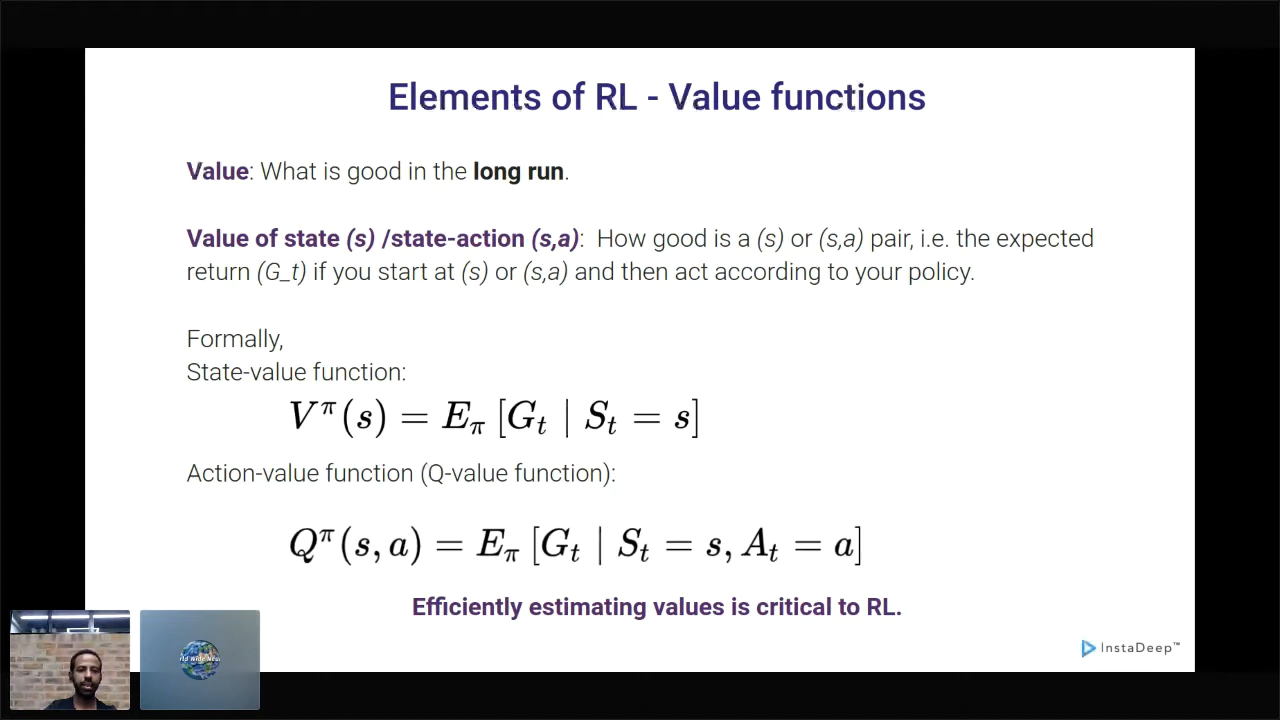 Elements of RL - Value functions
Value: What is good in the long run.
Value of state (s) /state-action (s,a): How good is a (s) or (s,a) pair, i.e. the expected
return (G_t) if you start at (s) or (s,a) and then act according to your policy.
Formally,
State-value function:
V^π(s) = E_π [G_t | S_t = s]
Action-value function (Q-value function):
Q^π(s, a) = E_π [G_t | S_t = s, A_t = a]
Efficiently estimating values is critical to RL.
InstaDeep™
Wide